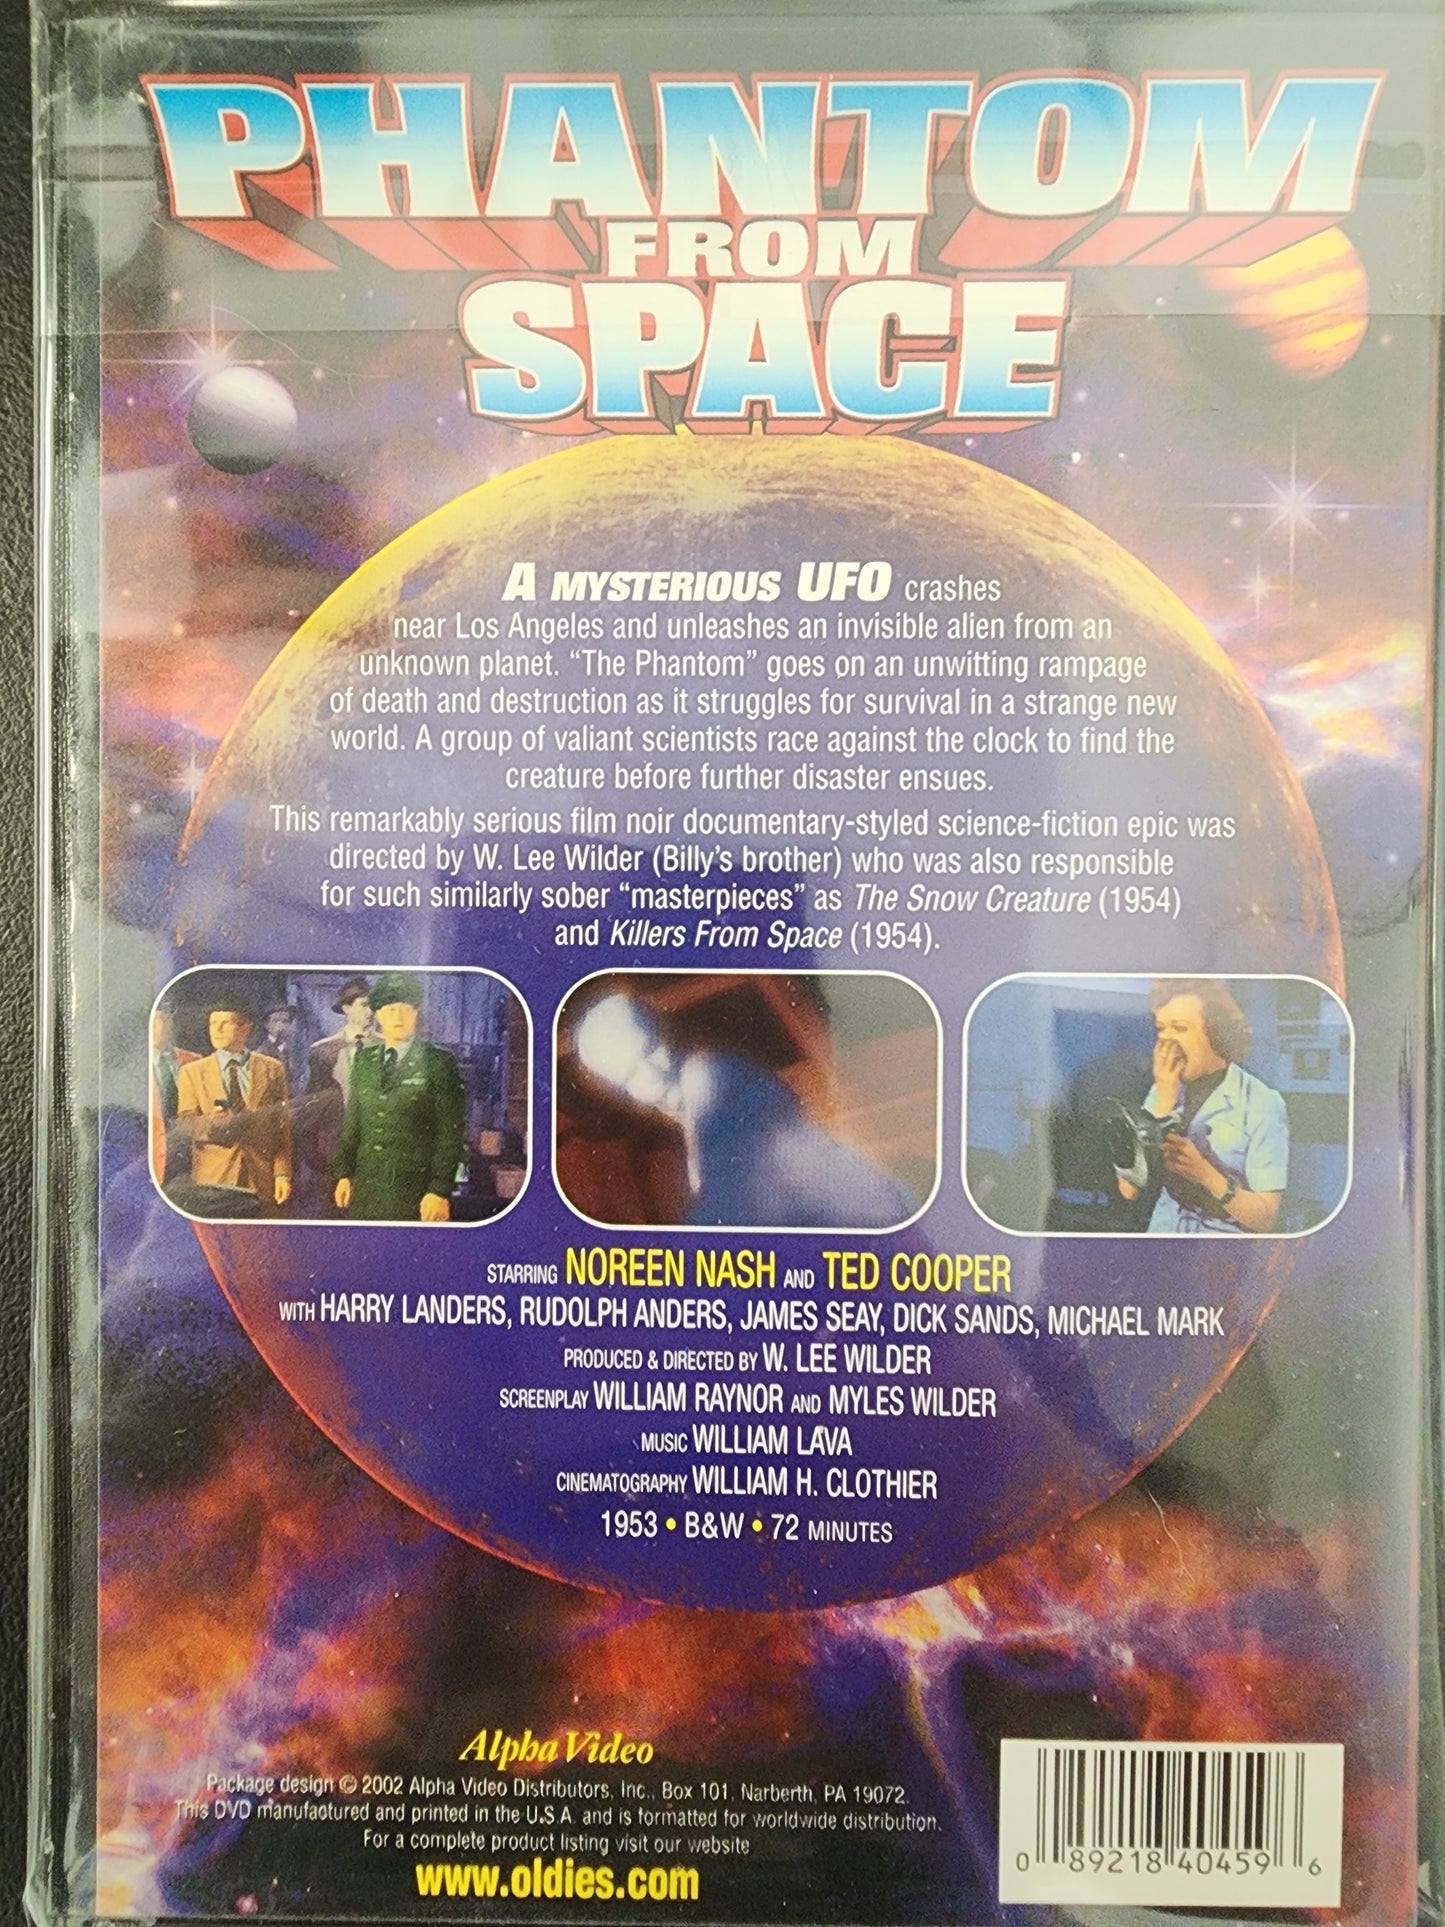 PHANTOM
FROM
SPACE
A MYSTERIOUS UFO crashes
near Los Angeles and unleashes an invisible alien from an
unknown planet. “The Phantom” goes on an unwitting rampage
of death and destruction as it struggles for survival in a strange new
world. A group of valiant scientists race against the clock to find the
creature before further disaster ensues.
This remarkably serious film noir documentary-styled science-fiction epic was
directed by W. Lee Wilder (Billy’s brother) who was also responsible
for such similarly sober “masterpieces” as The Snow Creature (1954)
and Killers From Space (1954).
STARRING NOREEN NASH AND TED COOPER
WITH HARRY LANDERS, RUDOLPH ANDERS, JAMES SEAY, DICK SANDS, MICHAEL MARK
PRODUCED & DIRECTED BY W. LEE WILDER
SCREENPLAY WILLIAM RAYNOR AND MYLES WILDER
MUSIC WILLIAM LAVA
CINEMATOGRAPHY WILLIAM H. CLOTHIER
1953 • B&W • 72 MINUTES
Alpha Video
Package design © 2002 Alpha Video Distributors, Inc., Box 101, Narberth, PA 19072.
This DVD manufactured and printed in the U.S.A. and is formatted for worldwide distribution.
For a complete product listing visit our website
www.oldies.com
0 89218 40459 6